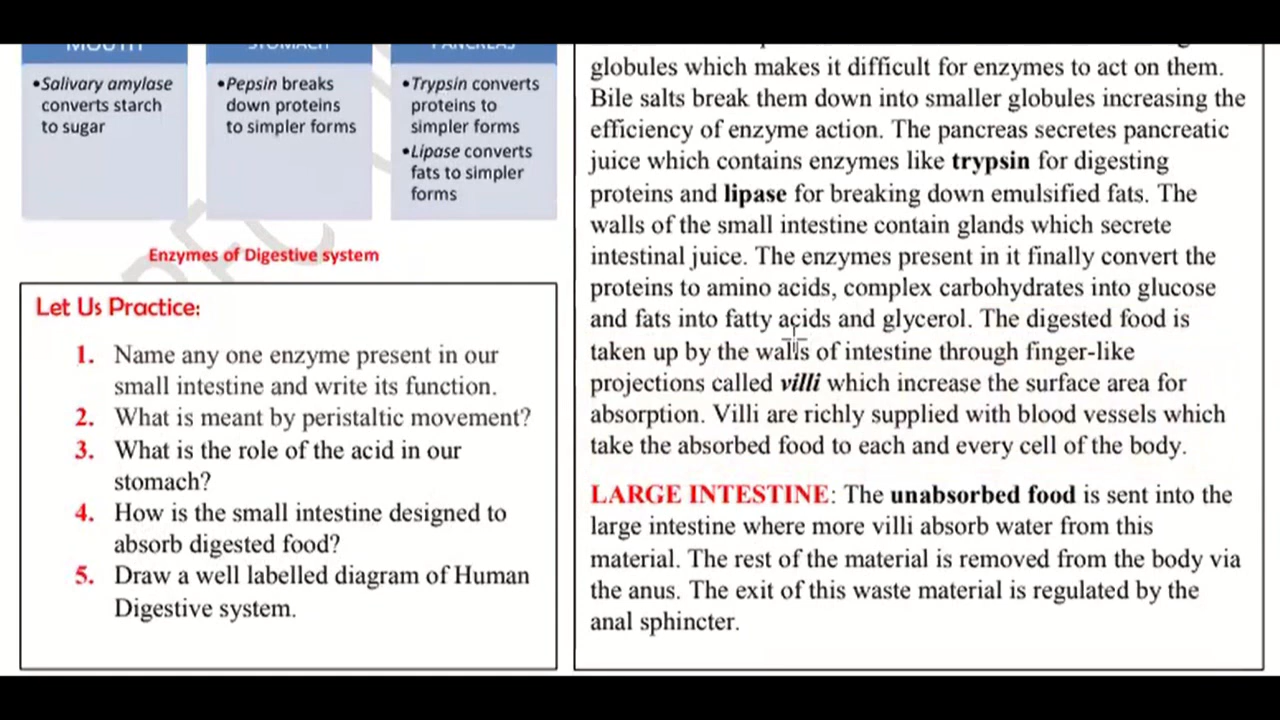 MOUTH
•Salivary amylase
converts starch
to sugar
STOMACH
•Pepsin breaks
down proteins
to simpler forms
PANCREAS
•Trypsin converts
proteins to
simpler forms
•Lipase converts
fats to simpler
forms
Enzymes of Digestive system
Let Us Practice:
1. Name any one enzyme present in our
small intestine and write its function.
2. What is meant by peristaltic movement?
3. What is the role of the acid in our
stomach?
4. How is the small intestine designed to
absorb digested food?
5. Draw a well labelled diagram of Human
Digestive system.
globules which makes it difficult for enzymes to act on them.
Bile salts break them down into smaller globules increasing the
efficiency of enzyme action. The pancreas secretes pancreatic
juice which contains enzymes like trypsin for digesting
proteins and lipase for breaking down emulsified fats. The
walls of the small intestine contain glands which secrete
intestinal juice. The enzymes present in it finally convert the
proteins to amino acids, complex carbohydrates into glucose
and fats into fatty acids and glycerol. The digested food is
taken up by the walls of intestine through finger-like
projections called villi which increase the surface area for
absorption. Villi are richly supplied with blood vessels which
take the absorbed food to each and every cell of the body.
LARGE INTESTINE: The unabsorbed food is sent into the
large intestine where more villi absorb water from this
material. The rest of the material is removed from the body via
the anus. The exit of this waste material is regulated by the
anal sphincter.